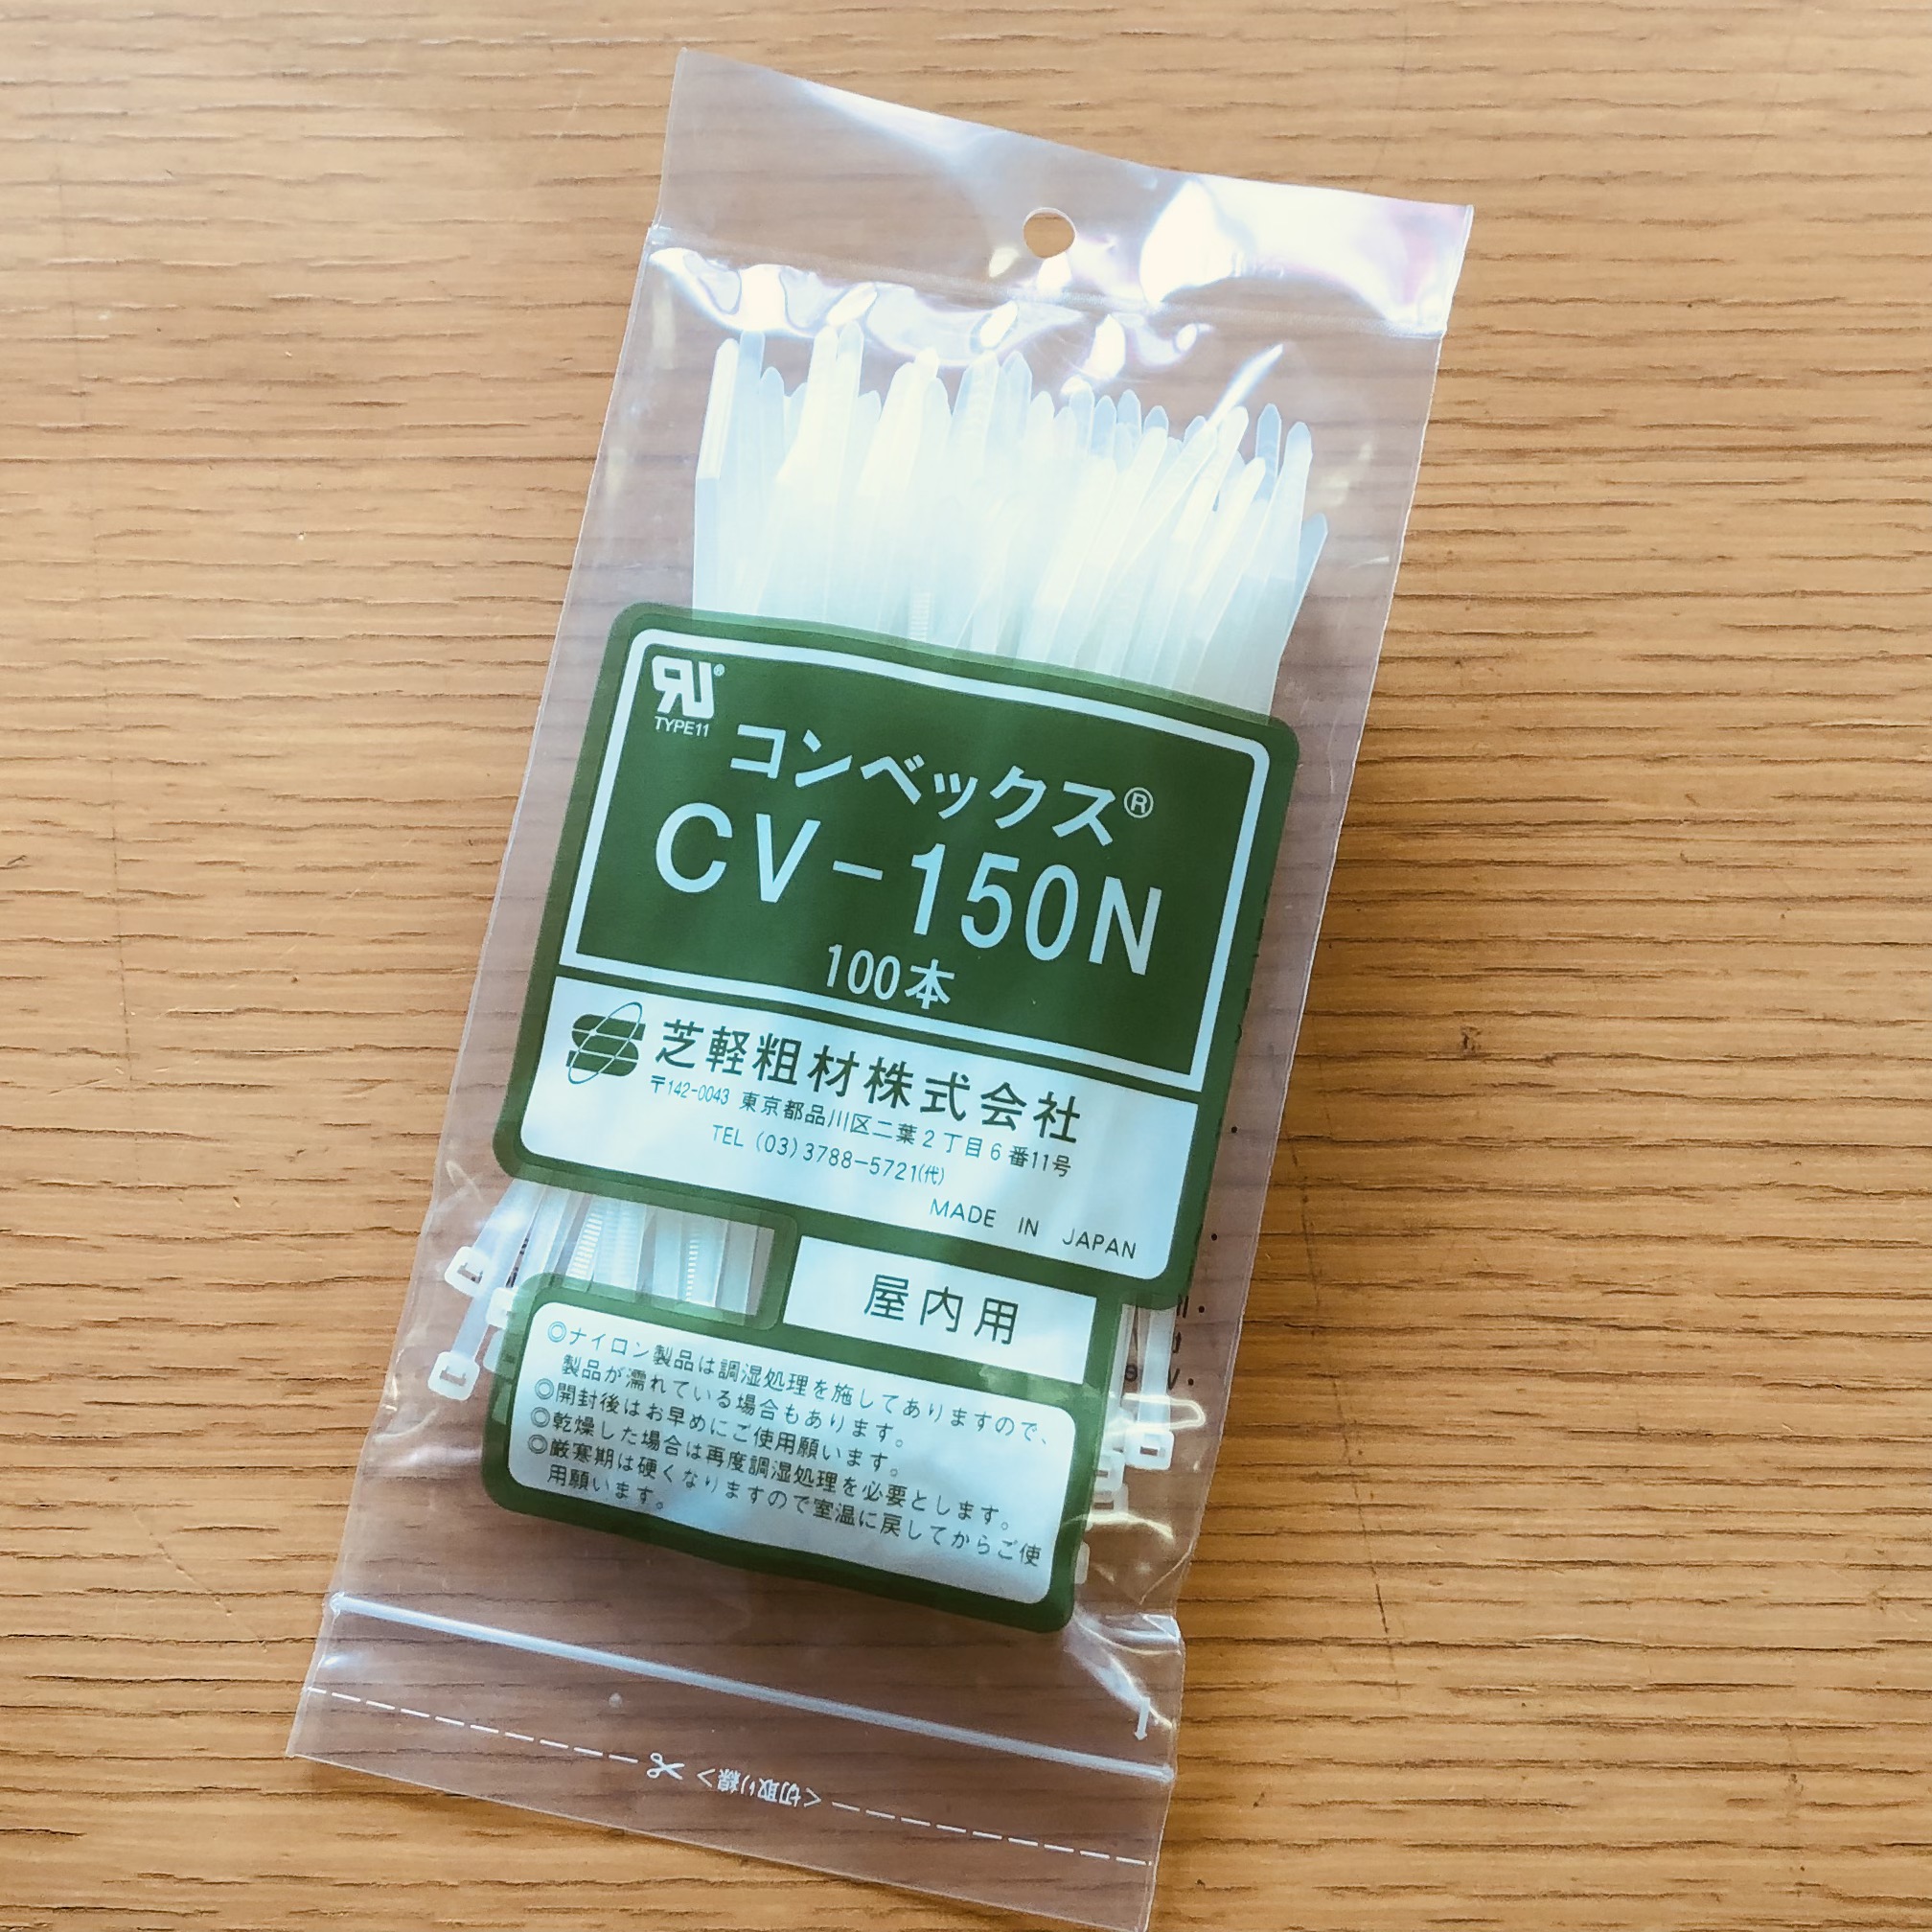 RU®
TYPE11
コンベックス®
CV-150N
100本
芝軽粗材株式会社
〒142-0043 東京都品川区二葉2丁目6番11号
TEL (03)3788-5721(代)
MADE IN JAPAN
屋内用
◎ナイロン製品は調湿処理を施してありますので、
製品が濡れている場合もあります。
◎開封後はお早めにご使用願います。
◎乾燥した場合は再度調湿処理を必要とします。
◎厳寒期は硬くなりますので室温に戻してからご使
用願います。
<切取り線>